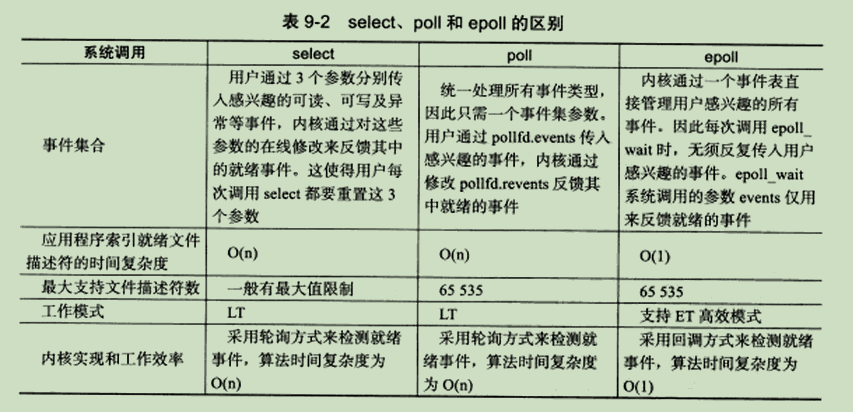 表 9-2 select、poll 和 epoll 的区别
系统调用 select poll epoll
事件集合
用户通过 3 个参数分别传
入感兴趣的可读、可写及异
常等事件，内核通过对这些
参数的在线修改来反馈其中
的就绪事件。这使得用户每
次调用 select 都要重置这 3
个参数
统一处理所有事件类型，
因此只需一个事件集参数。
用户通过 pollfd.events 传入
感兴趣的事件，内核通过
修改 pollfd.revents 反馈其
中就绪的事件
内核通过一个事件表直
接管理用户感兴趣的所有
事件。因此每次调用 epoll_
wait 时，无须反复传入用户
感兴趣的事件。epoll_wait
系统调用的参数 events 仅用
来反馈就绪的事件
应用程序索引就绪文件
描述符的时间复杂度
O(n) O(n) O(1)
最大支持文件描述符数 一般有最大值限制 65 535 65 535
工作模式 LT LT 支持 ET 高效模式
内核实现和工作效率
采用轮询方式来检测就绪
事件，算法时间复杂度为
O(n)
采用轮询方式来检测就
绪事件，算法时间复杂度
为 O(n)
采用回调方式来检测就绪
事件，算法时间复杂度为
O(1)